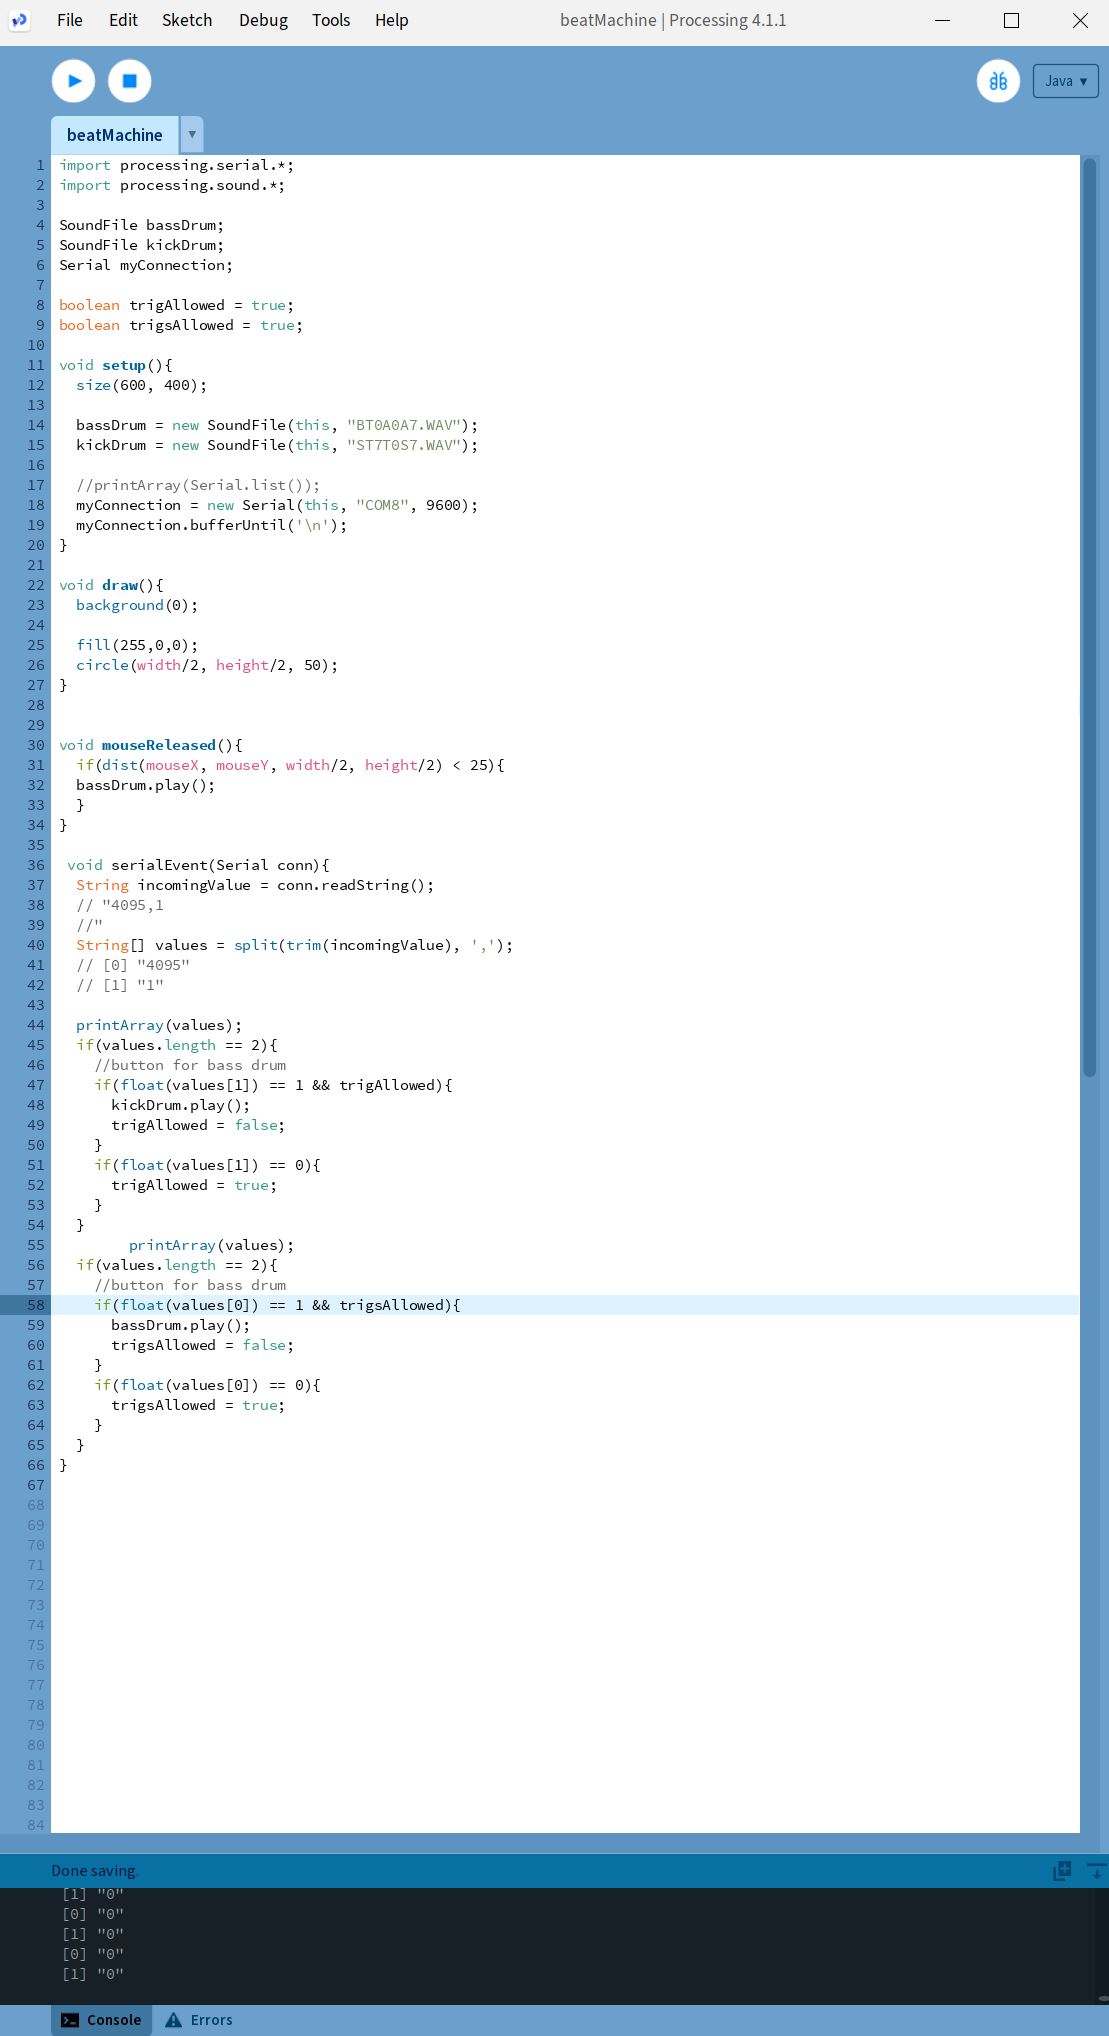 File Edit Sketch Debug Tools Help beatMachine | Processing 4.1.1
Java ▾
beatMachine ▾
1 import processing.serial.*;
2 import processing.sound.*;
3
4 SoundFile bassDrum;
5 SoundFile kickDrum;
6 Serial myConnection;
7
8 boolean trigAllowed = true;
9 boolean trigsAllowed = true;
10
11 void setup(){
12   size(600, 400);
13
14   bassDrum = new SoundFile(this, "BT0A0A7.WAV");
15   kickDrum = new SoundFile(this, "ST7T0S7.WAV");
16
17   //printArray(Serial.list());
18   myConnection = new Serial(this, "COM8", 9600);
19   myConnection.bufferUntil('\n');
20 }
21
22 void draw(){
23   background(0);
24
25   fill(255,0,0);
26   circle(width/2, height/2, 50);
27 }
28
29
30 void mouseReleased(){
31   if(dist(mouseX, mouseY, width/2, height/2) < 25){
32   bassDrum.play();
33   }
34 }
35
36  void serialEvent(Serial conn){
37   String incomingValue = conn.readString();
38   // "4095,1
39   //"
40   String[] values = split(trim(incomingValue), ',');
41   // [0] "4095"
42   // [1] "1"
43
44   printArray(values);
45   if(values.length == 2){
46     //button for bass drum
47     if(float(values[1]) == 1 && trigAllowed){
48       kickDrum.play();
49       trigAllowed = false;
50     }
51     if(float(values[1]) == 0){
52       trigAllowed = true;
53     }
54   }
55         printArray(values);
56   if(values.length == 2){
57     //button for bass drum
58     if(float(values[0]) == 1 && trigsAllowed){
59       bassDrum.play();
60       trigsAllowed = false;
61     }
62     if(float(values[0]) == 0){
63       trigsAllowed = true;
64     }
65   }
66 }
67
68
69
70
71
72
73
74
75
76
77
78
79
80
81
82
83
84
Done saving.
[1] "0"
[0] "0"
[1] "0"
[0] "0"
[1] "0"
Console Errors